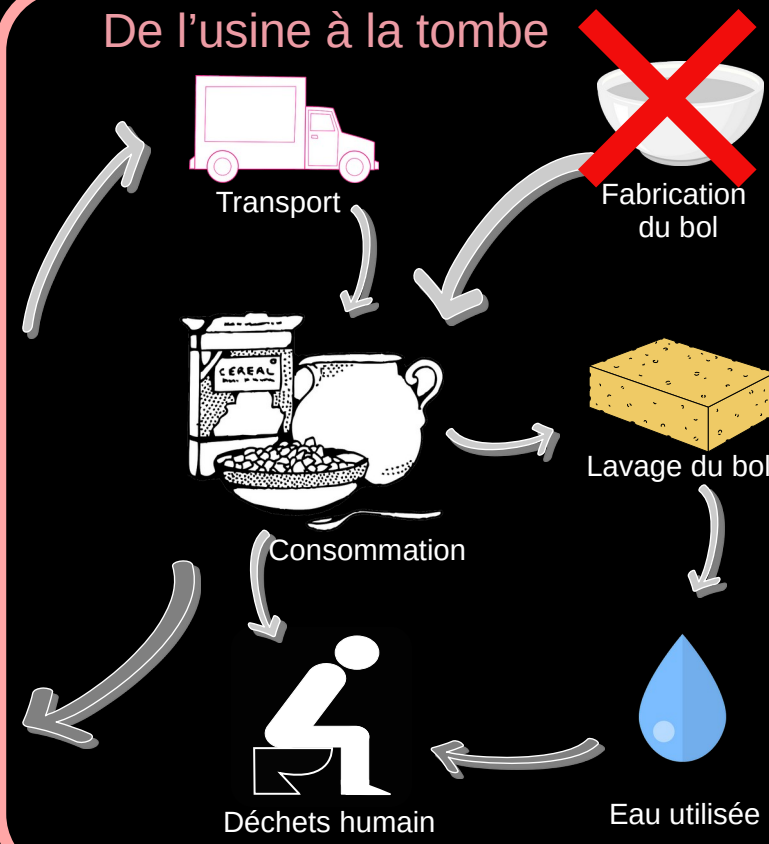 De l'usine à la tombe
Transport
Fabrication
du bol
CEREAL
Lavage du bol
Consommation
Déchets humain
Eau utilisée